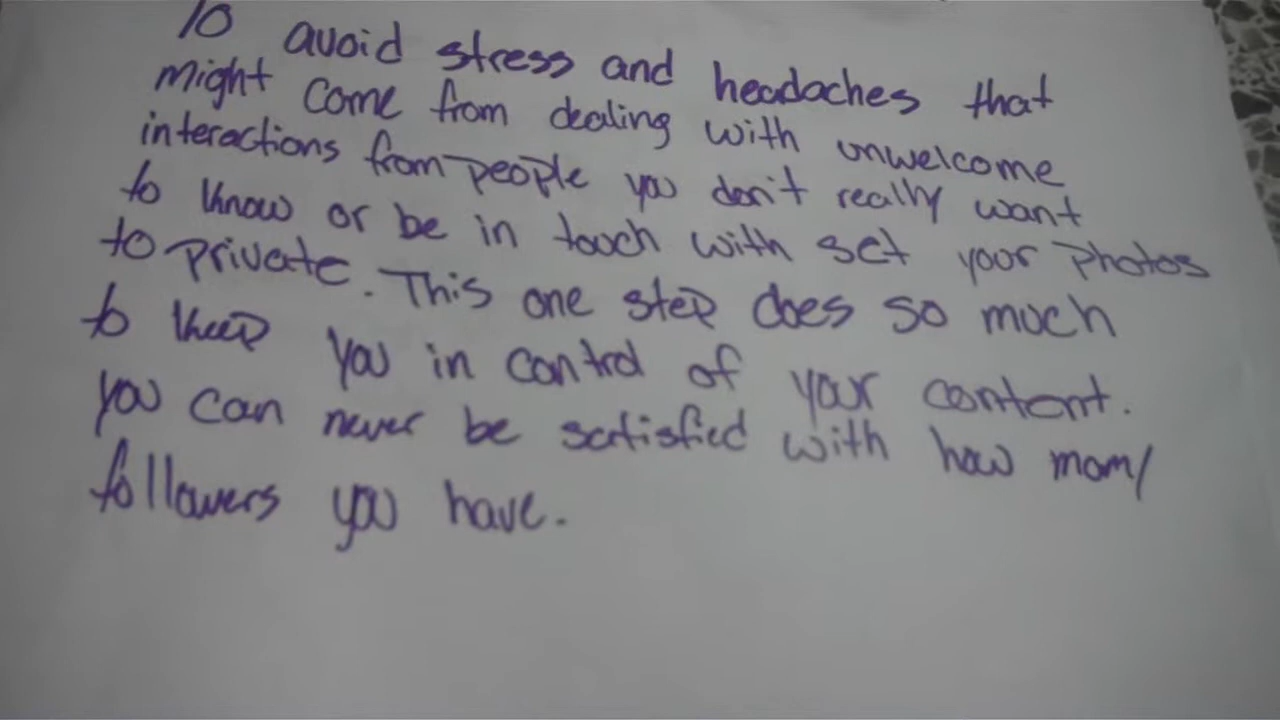 To avoid stress and headaches that
might come from dealing with unwelcome
interactions from people you don't really want
to know or be in touch with set your photos
to private. This one step does so much
to keep you in control of your content.
you can never be satisfied with how many
followers you have.